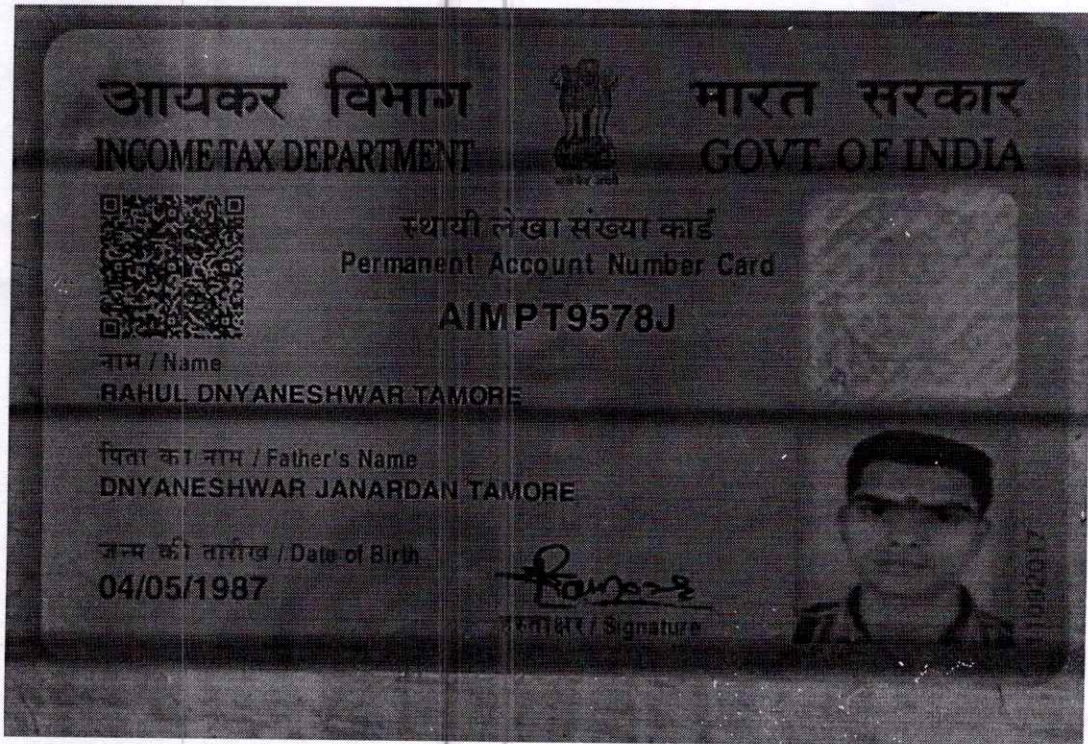 आयकर विभाग
INCOME TAX DEPARTMENT
भारत सरकार
GOVT. OF INDIA
स्थायी लेखा संख्या कार्ड
Permanent Account Number Card
AIMPT9578J
नाम / Name
RAHUL DNYANESHWAR TAMORE
पिता का नाम / Father's Name
DNYANESHWAR JANARDAN TAMORE
जन्म की तारीख / Date of Birth
04/05/1987
हस्ताक्षर / Signature